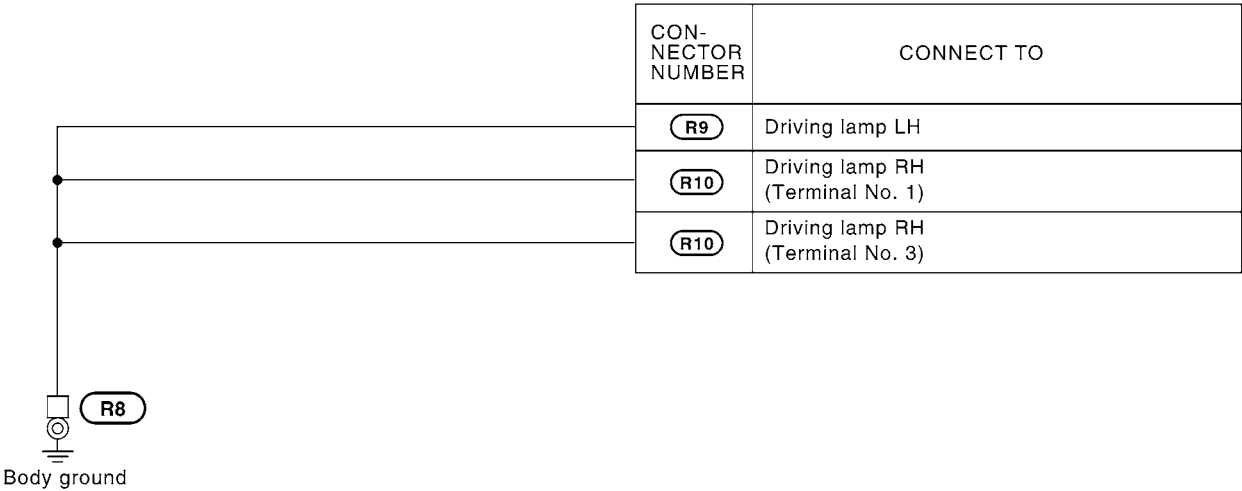 CON-
NECTOR
NUMBER
CONNECT TO
R9
Driving lamp LH
R10
Driving lamp RH
(Terminal No. 1)
R10
Driving lamp RH
(Terminal No. 3)
R8
Body ground